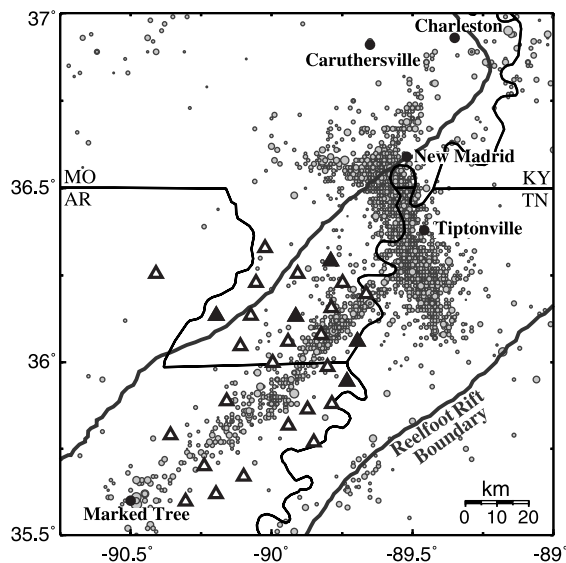 37°
Charleston
Caruthersville
New Madrid
36.5°
MO
KY
AR
TN
Tiptonville
36°
Reelfoot Rift
Boundary
km
0 10 20
Marked Tree
35.5°
-90.5°
-90°
-89.5°
-89°